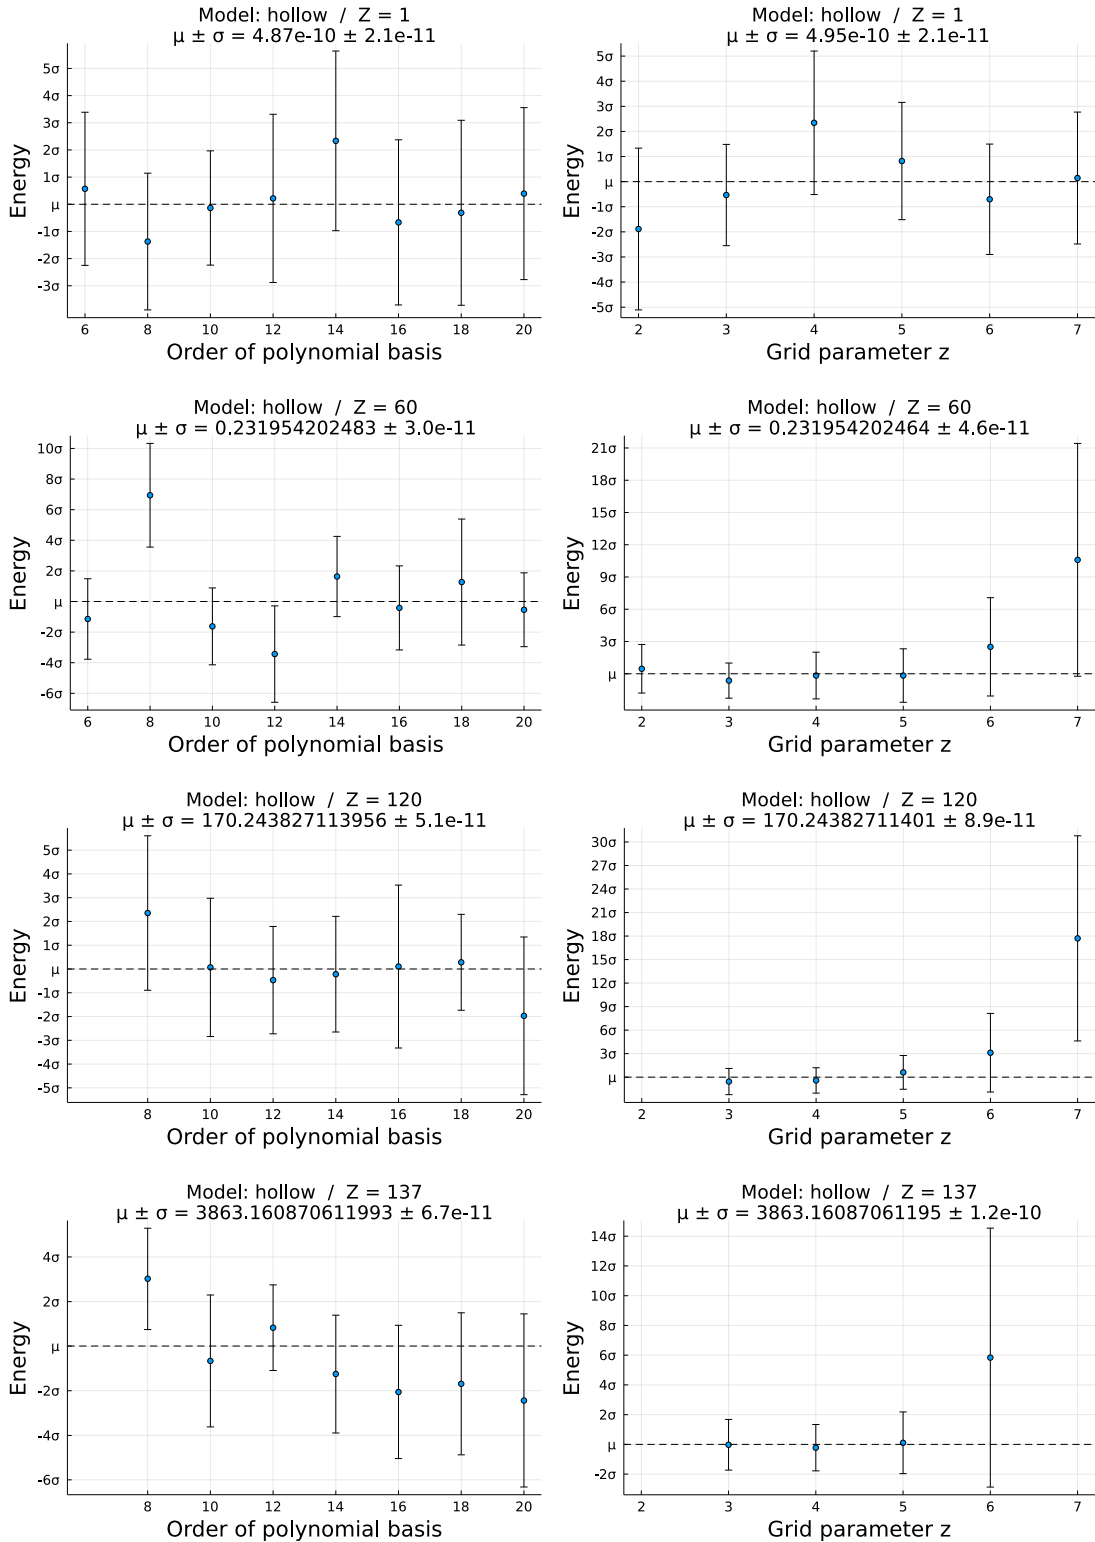 Model: hollow / Z = 1
μ ± σ = 4.87e-10 ± 2.1e-11
5σ
4σ
3σ
2σ
1σ
μ
-1σ
-2σ
-3σ
Energy
6 8 10 12 14 16 18 20
Order of polynomial basis
Model: hollow / Z = 1
μ ± σ = 4.95e-10 ± 2.1e-11
5σ
4σ
3σ
2σ
1σ
μ
-1σ
-2σ
-3σ
-4σ
-5σ
Energy
2 3 4 5 6 7
Grid parameter z
Model: hollow / Z = 60
μ ± σ = 0.231954202483 ± 3.0e-11
10σ
8σ
6σ
4σ
2σ
μ
-2σ
-4σ
-6σ
Energy
6 8 10 12 14 16 18 20
Order of polynomial basis
Model: hollow / Z = 60
μ ± σ = 0.231954202464 ± 4.6e-11
21σ
18σ
15σ
12σ
9σ
6σ
3σ
μ
Energy
2 3 4 5 6 7
Grid parameter z
Model: hollow / Z = 120
μ ± σ = 170.243827113956 ± 5.1e-11
5σ
4σ
3σ
2σ
1σ
μ
-1σ
-2σ
-3σ
-4σ
-5σ
Energy
8 10 12 14 16 18 20
Order of polynomial basis
Model: hollow / Z = 120
μ ± σ = 170.24382711401 ± 8.9e-11
30σ
27σ
24σ
21σ
18σ
15σ
12σ
9σ
6σ
3σ
μ
Energy
2 3 4 5 6 7
Grid parameter z
Model: hollow / Z = 137
μ ± σ = 3863.160870611993 ± 6.7e-11
4σ
2σ
μ
-2σ
-4σ
-6σ
Energy
8 10 12 14 16 18 20
Order of polynomial basis
Model: hollow / Z = 137
μ ± σ = 3863.16087061195 ± 1.2e-10
14σ
12σ
10σ
8σ
6σ
4σ
2σ
μ
-2σ
Energy
2 3 4 5 6 7
Grid parameter z